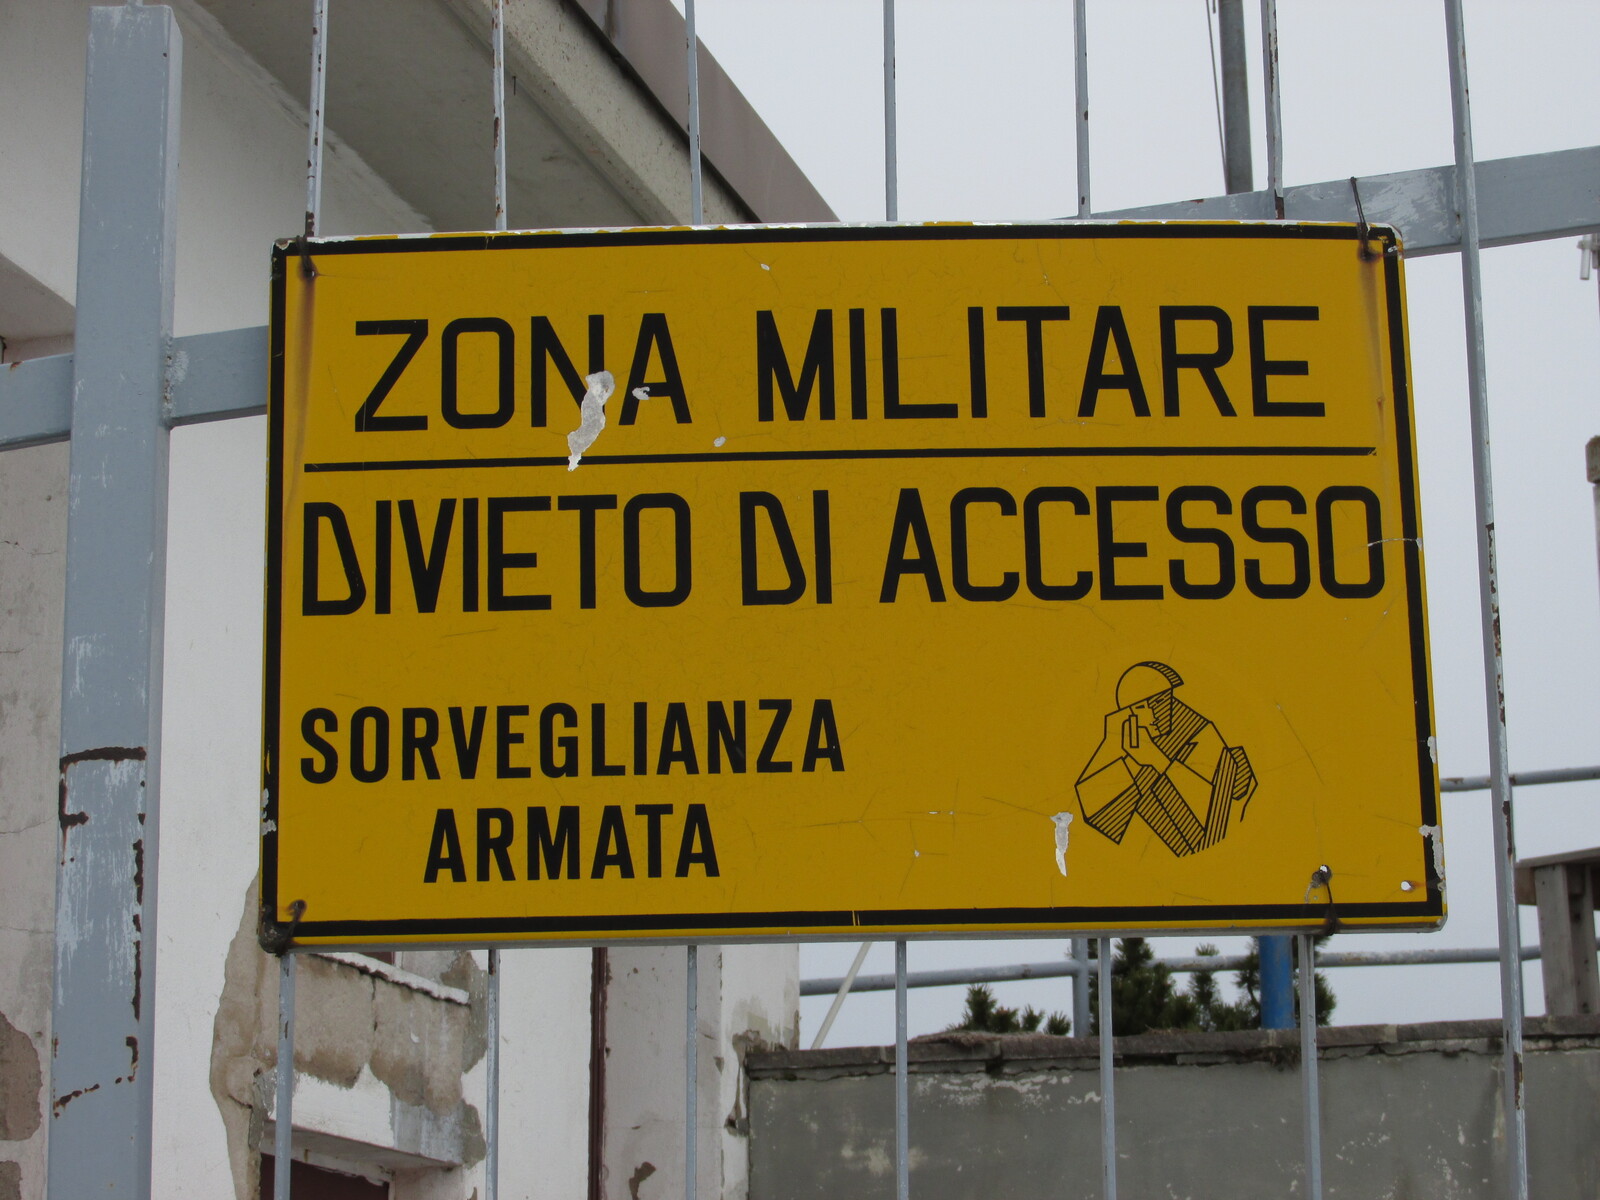 ZONA MILITARE
DIVIETO DI ACCESSO
SORVEGLIANZA
ARMATA